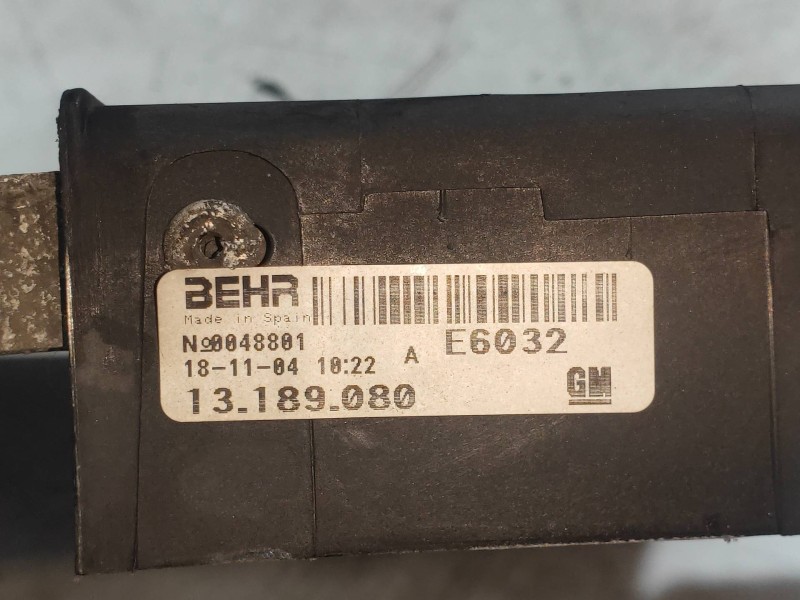 BEHR
Made in Spain
Nº0048801
18-11-04 10:22 A E6032
13.189.080
GM